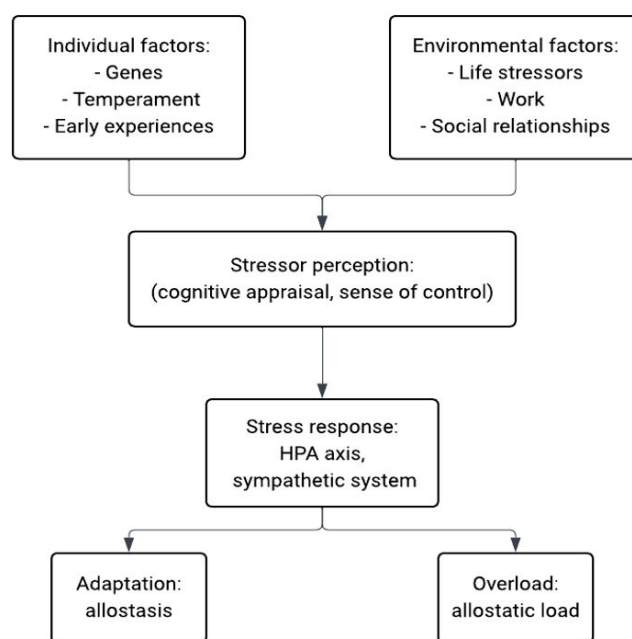 Individual factors:
- Genes
- Temperament
- Early experiences
Environmental factors:
- Life stressors
- Work
- Social relationships
Stressor perception:
(cognitive appraisal, sense of control)
Stress response:
HPA axis,
sympathetic system
Adaptation:
allostasis
Overload:
allostatic load